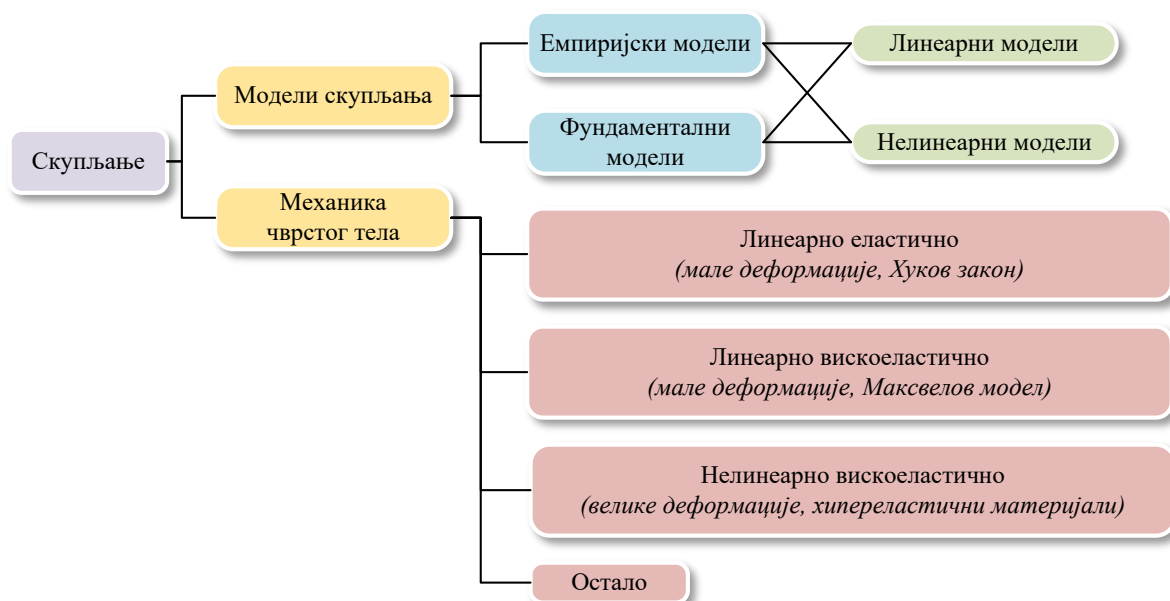 Скупљање
Модели скупљања
Емпиријски модели
Фундаментални
модели
Линеарни модели
Нелинеарни модели
Механика
чврстог тела
Линеарно еластично
(мале деформације, Хуков закон)
Линеарно вискоеластично
(мале деформације, Максвелов модел)
Нелинеарно вискоеластично
(велике деформације, хипереластични материјали)
Остало